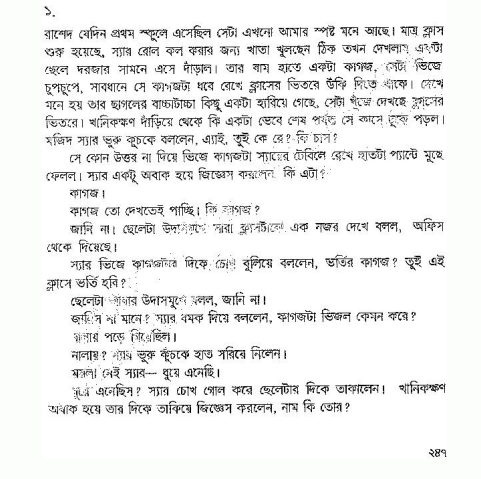 ১.
রাশেদ যেদিন প্রথম স্কুলে এসেছিল সেটা এখনো আমার স্পষ্ট মনে আছে। মাত্র ক্লাস
শুরু হয়েছে, স্যার রোল কল করার জন্য খাতা খুলছেন ঠিক তখন দেখলাম একটা
ছেলে দরজার সামনে এসে দাঁড়াল। তার বাম হাতে একটা কাগজ, সেটা ভিজে
চুপচুপে, সাবধানে সে কাগজটা ধরে রেখে ক্লাসের ভিতরে উঁকি দিতে থাকে। দেখে
মনে হয় তার ছাগলের বাচ্চাটাচ্চা কিছু একটা হারিয়ে গেছে, সেটা খুঁজে দেখছে ক্লাসের
ভিতরে। খানিকক্ষণ দাঁড়িয়ে থেকে কি একটা ভেবে শেষ পর্যন্ত সে ক্লাসে ঢুকে পড়ল।
মজিদ স্যার ভুরু কুচকে বললেন, এ্যাই, তুই কে রে? কি চাস?
সে কোন উত্তর না দিয়ে ভিজে কাগজটা স্যারের টেবিলে রেখে হাতটা প্যান্টে মুছে
ফেলল। স্যার একটু অবাক হয়ে জিজ্ঞেস করলেন, কি এটা?
কাগজ।
কাগজ তো দেখতেই পাচ্ছি। কি কাগজ?
জানি না। ছেলেটা উদাসমুখে সারা ক্লাসটাকে এক নজর দেখে বলল, অফিস
থেকে দিয়েছে।
স্যার ভিজে কাগজটার দিকে চোখ বুলিয়ে বললেন, ভর্তির কাগজ? তুই এই
ক্লাসে ভর্তি হবি?
ছেলেটা আবার উদাসমুখে বলল, জানি না।
জানিস না মানে? স্যার ধমক দিয়ে বললেন, কাগজটা ভিজল কেমন করে?
নালায় পড়ে গিয়েছিল।
নালায়? স্যার ভুরু কুঁচকে হাত সরিয়ে নিলেন।
ময়লা নেই স্যার— ধুয়ে এনেছি।
ধুয়ে এনেছিস? স্যার চোখ গোল করে ছেলেটার দিকে তাকালেন। খানিকক্ষণ
অবাক হয়ে তার দিকে তাকিয়ে জিজ্ঞেস করলেন, নাম কি তোর?
২৪৭